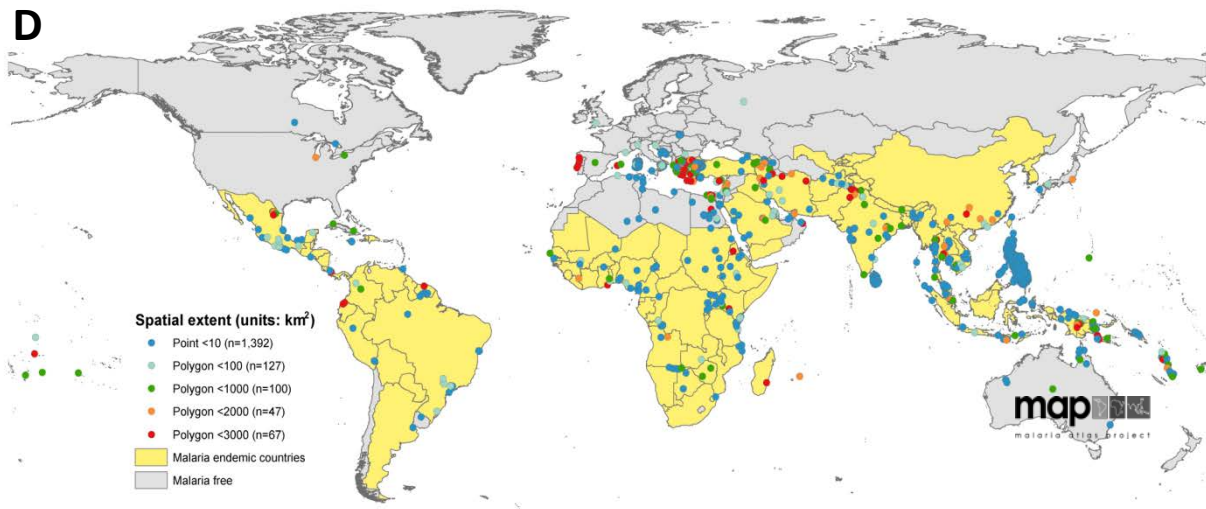 D
Spatial extent (units: km²)
Point <10 (n=1,392)
Polygon <100 (n=127)
Polygon <1000 (n=100)
Polygon <2000 (n=47)
Polygon <3000 (n=67)
Malaria endemic countries
Malaria free
map
malaria atlas project